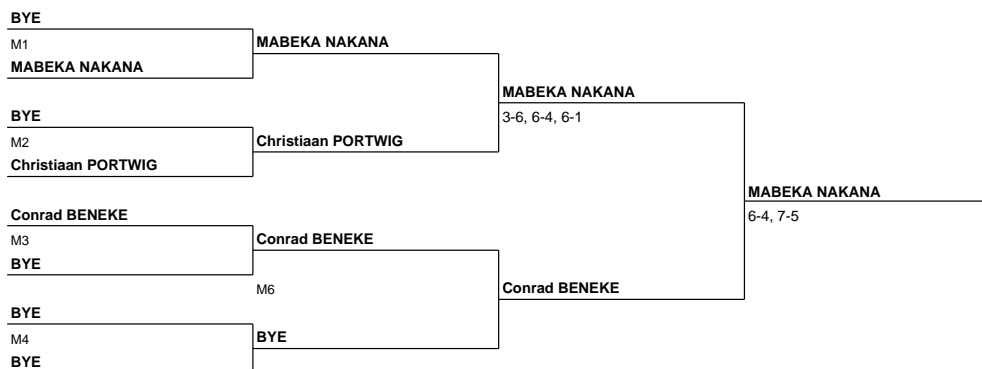 BYE
M1
MABEKA NAKANA
MABEKA NAKANA
BYE
M2
Christiaan PORTWIG
Christiaan PORTWIG
MABEKA NAKANA
3-6, 6-4, 6-1
Conrad BENEKE
M3
BYE
Conrad BENEKE
M6
BYE
M4
BYE
BYE
Conrad BENEKE
MABEKA NAKANA
6-4, 7-5